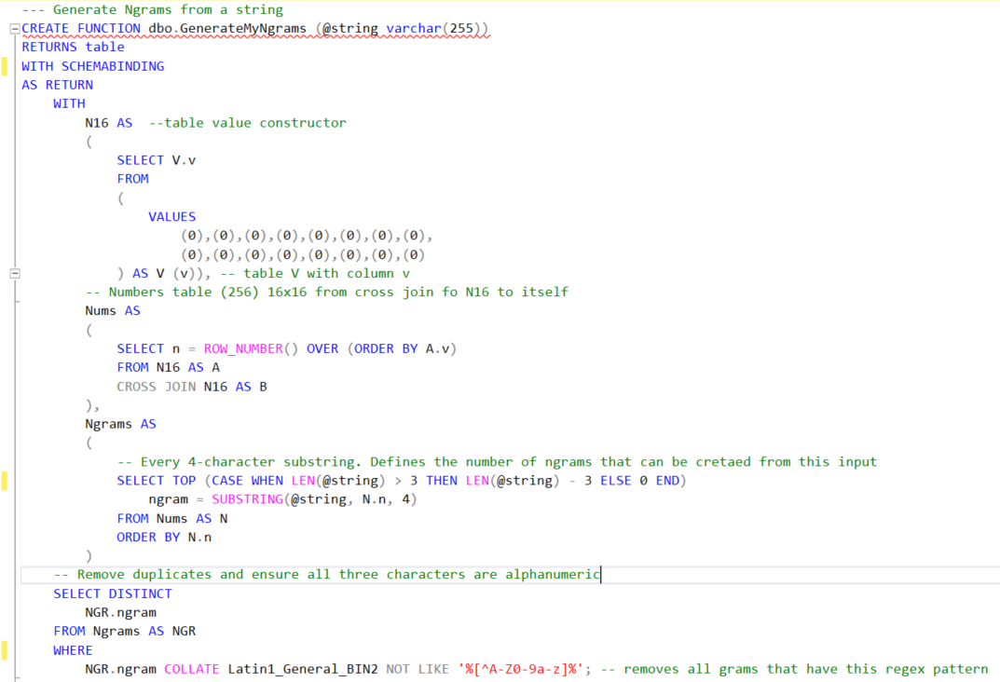 --- Generate Ngrams from a string
CREATE FUNCTION dbo.GenerateMyNgrams (@string varchar(255))
RETURNS table
WITH SCHEMABINDING
AS RETURN
    WITH
        N16 AS  --table value constructor
        (
            SELECT V.v
            FROM
            (
                VALUES
                    (0),(0),(0),(0),(0),(0),(0),(0),
                    (0),(0),(0),(0),(0),(0),(0),(0)
            ) AS V (v)), -- table V with column v
        -- Numbers table (256) 16x16 from cross join fo N16 to itself
        Nums AS
        (
            SELECT n = ROW_NUMBER() OVER (ORDER BY A.v)
            FROM N16 AS A
            CROSS JOIN N16 AS B
        ),
        Ngrams AS
        (
            -- Every 4-character substring. Defines the number of ngrams that can be cretaed from this input
            SELECT TOP (CASE WHEN LEN(@string) > 3 THEN LEN(@string) - 3 ELSE 0 END)
                ngram = SUBSTRING(@string, N.n, 4)
            FROM Nums AS N
            ORDER BY N.n
        )
    -- Remove duplicates and ensure all three characters are alphanumeric
    SELECT DISTINCT
        NGR.ngram
    FROM Ngrams AS NGR
    WHERE
        NGR.ngram COLLATE Latin1_General_BIN2 NOT LIKE '%[^A-Z0-9a-z]%'; -- removes all grams that have this regex pattern